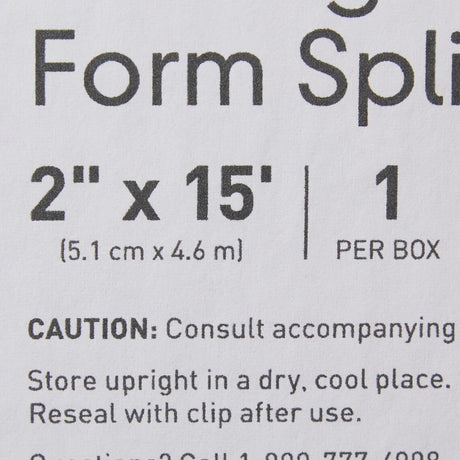 Form Spli
2" x 15'
(5.1 cm x 4.6 m)
1
PER BOX
CAUTION: Consult accompanying
Store upright in a dry, cool place.
Reseal with clip after use.